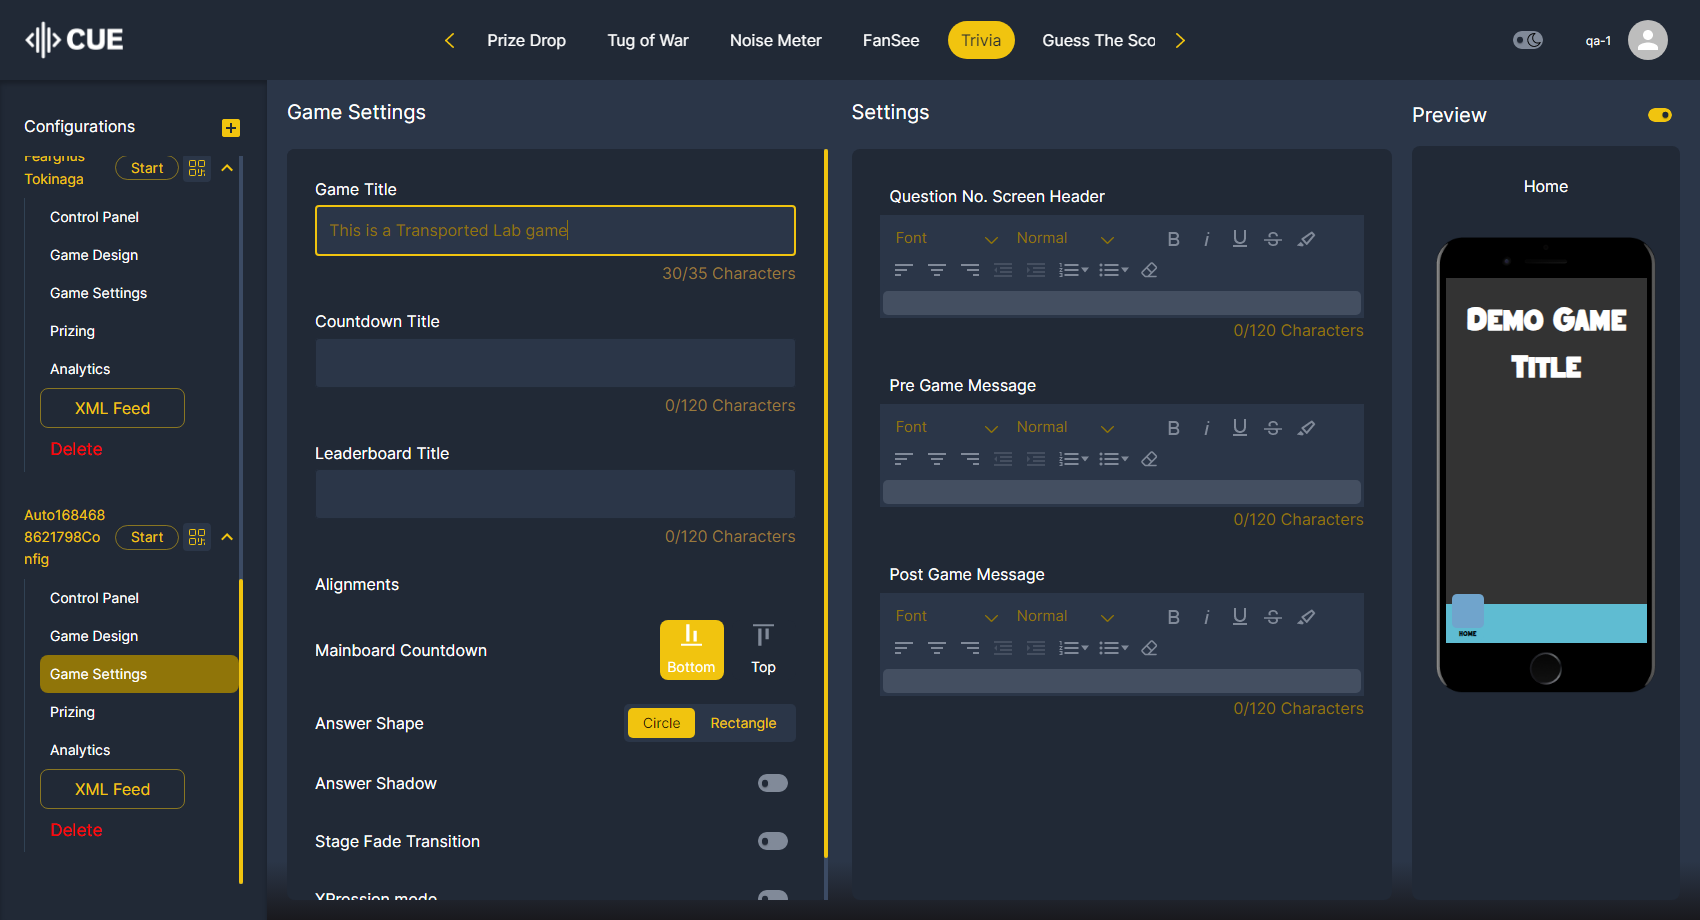 CUE
Prize Drop
Tug of War
Noise Meter
FanSee
Trivia
Guess The Sco
qa-1
Configurations
Fearghus
Tokinaga
Start
Control Panel
Game Design
Game Settings
Prizing
Analytics
XML Feed
Delete
Auto168468
8621798Co
nfig
Start
Control Panel
Game Design
Game Settings
Prizing
Analytics
XML Feed
Delete
Game Settings
Game Title
This is a Transported Lab game
30/35 Characters
Countdown Title
0/120 Characters
Leaderboard Title
0/120 Characters
Alignments
Mainboard Countdown
Bottom
Top
Answer Shape
Circle
Rectangle
Answer Shadow
Stage Fade Transition
XPression mode
Settings
Question No. Screen Header
Font
Normal
0/120 Characters
Pre Game Message
Font
Normal
0/120 Characters
Post Game Message
Font
Normal
0/120 Characters
Preview
Home
Demo Game
Title
HOME